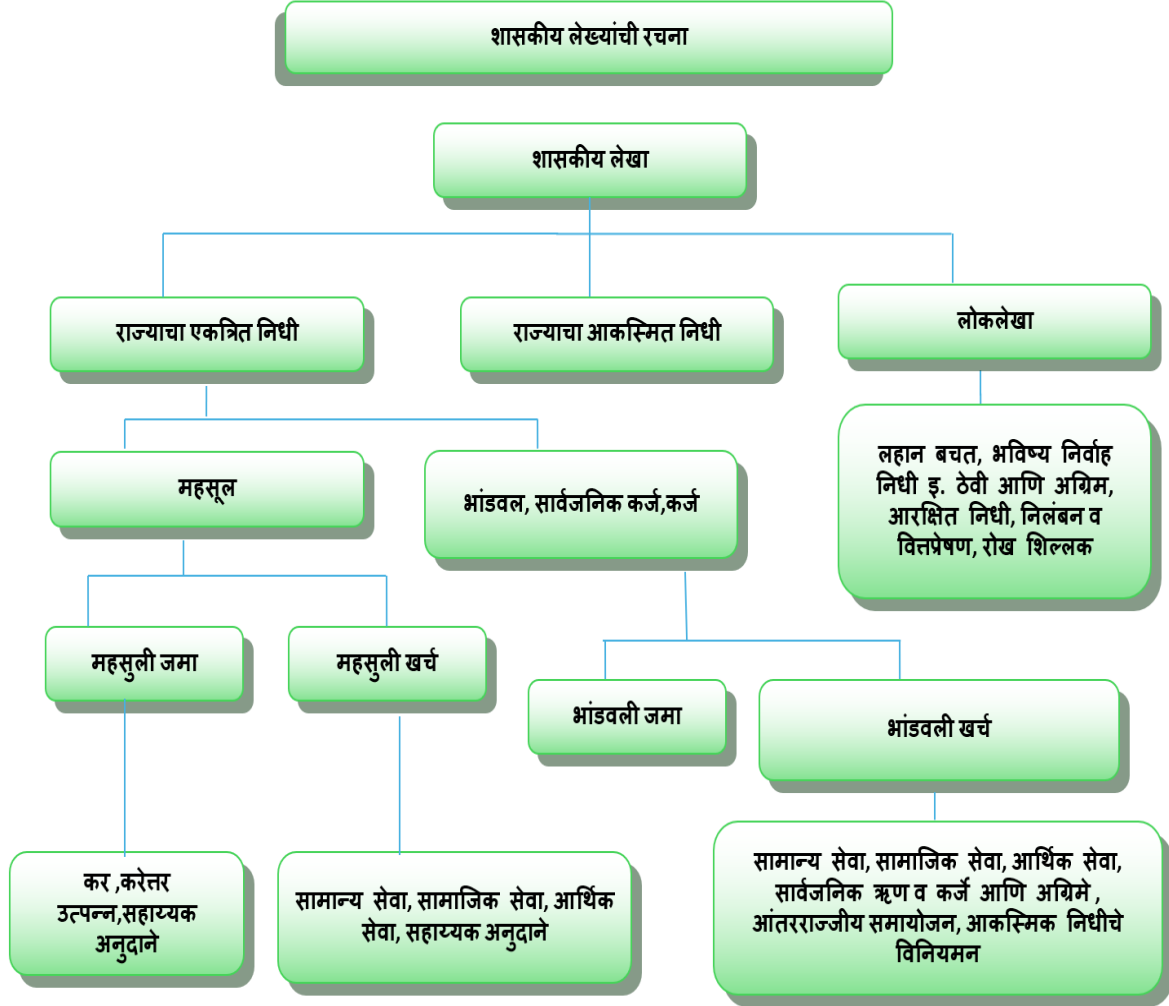 शासकीय लेख्यांची रचना
शासकीय लेखा
राज्याचा एकत्रित निधी
राज्याचा आकस्मित निधी
लोकलेखा
महसूल
भांडवल, सार्वजनिक कर्ज,कर्ज
लहान बचत, भविष्य निर्वाह
निधी इ. ठेवी आणि अग्रिम,
आरक्षित निधी, निलंबन व
वित्तप्रेषण, रोख शिल्लक
महसुली जमा
महसुली खर्च
भांडवली जमा
भांडवली खर्च
कर ,करेत्तर
उत्पन्न,सहाय्यक
अनुदाने
सामान्य सेवा, सामाजिक सेवा, आर्थिक
सेवा, सहाय्यक अनुदाने
सामान्य सेवा, सामाजिक सेवा, आर्थिक सेवा,
सार्वजनिक ऋण व कर्जे आणि अग्रिमे ,
आंतरराज्जीय समायोजन, आकस्मिक निधीचे
विनियमन